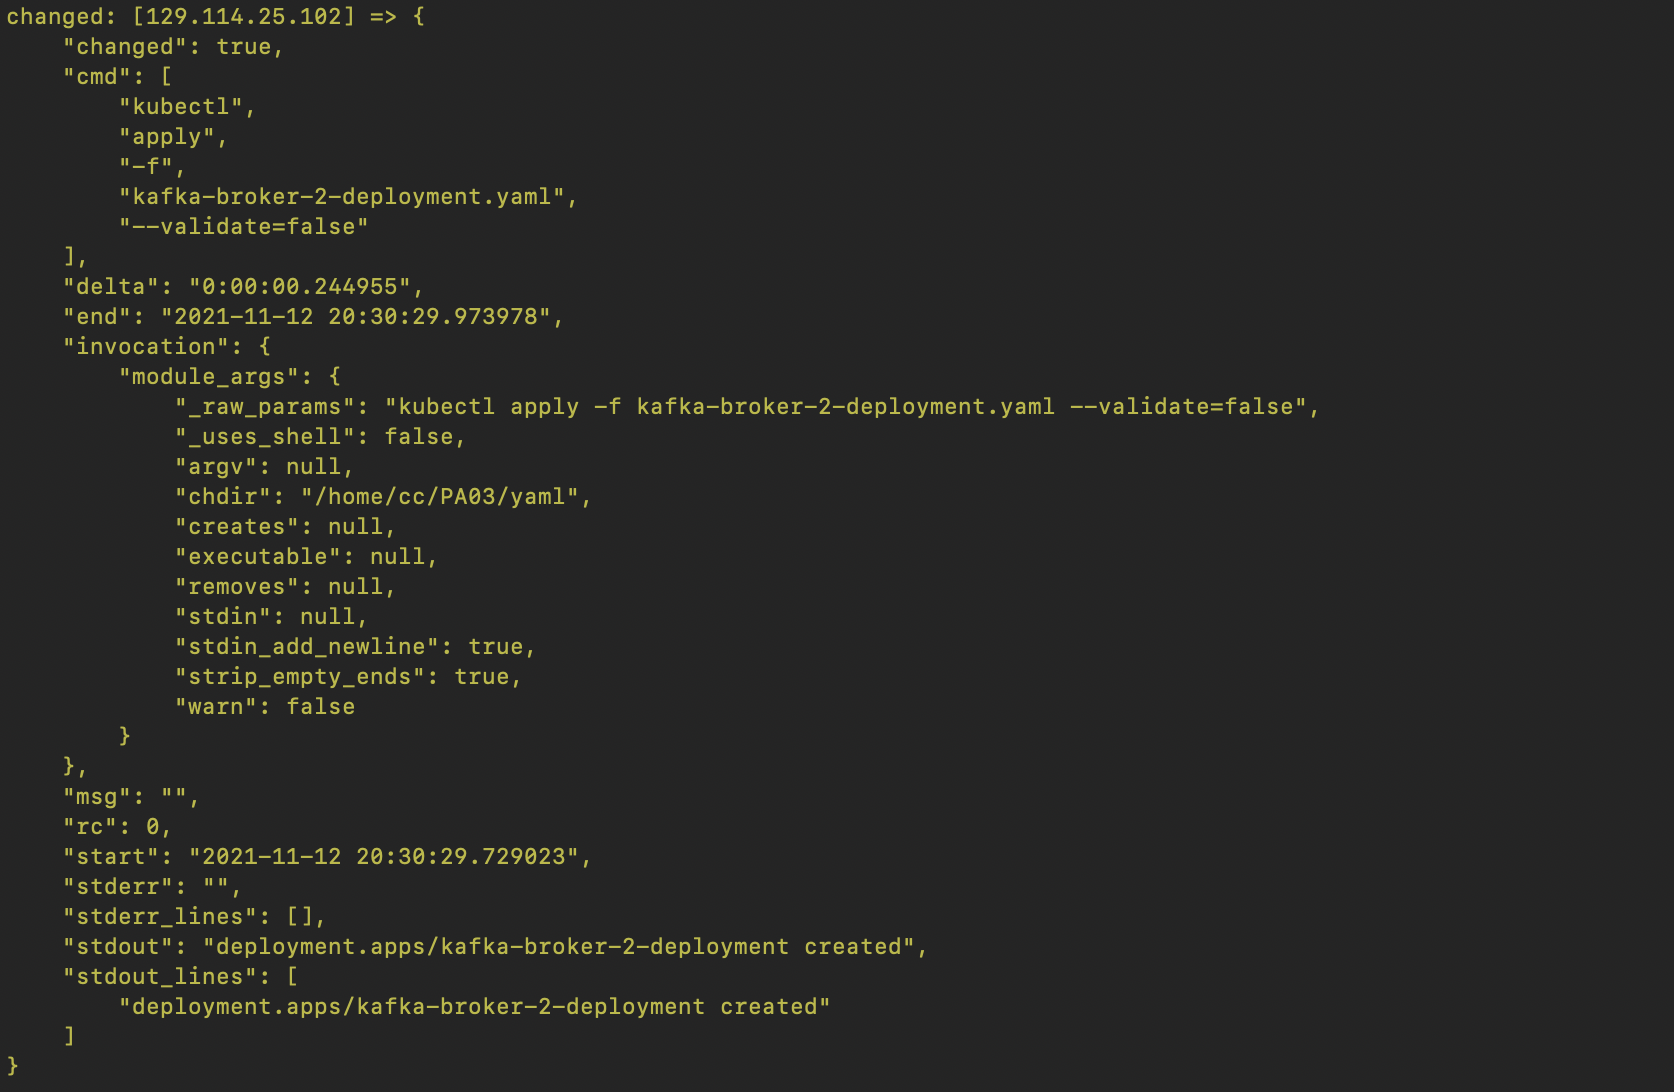 changed: [129.114.25.102] => {
    "changed": true,
    "cmd": [
        "kubectl",
        "apply",
        "-f",
        "kafka-broker-2-deployment.yaml",
        "--validate=false"
    ],
    "delta": "0:00:00.244955",
    "end": "2021-11-12 20:30:29.973978",
    "invocation": {
        "module_args": {
            "_raw_params": "kubectl apply -f kafka-broker-2-deployment.yaml --validate=false",
            "_uses_shell": false,
            "argv": null,
            "chdir": "/home/cc/PA03/yaml",
            "creates": null,
            "executable": null,
            "removes": null,
            "stdin": null,
            "stdin_add_newline": true,
            "strip_empty_ends": true,
            "warn": false
        }
    },
    "msg": "",
    "rc": 0,
    "start": "2021-11-12 20:30:29.729023",
    "stderr": "",
    "stderr_lines": [],
    "stdout": "deployment.apps/kafka-broker-2-deployment created",
    "stdout_lines": [
        "deployment.apps/kafka-broker-2-deployment created"
    ]
}